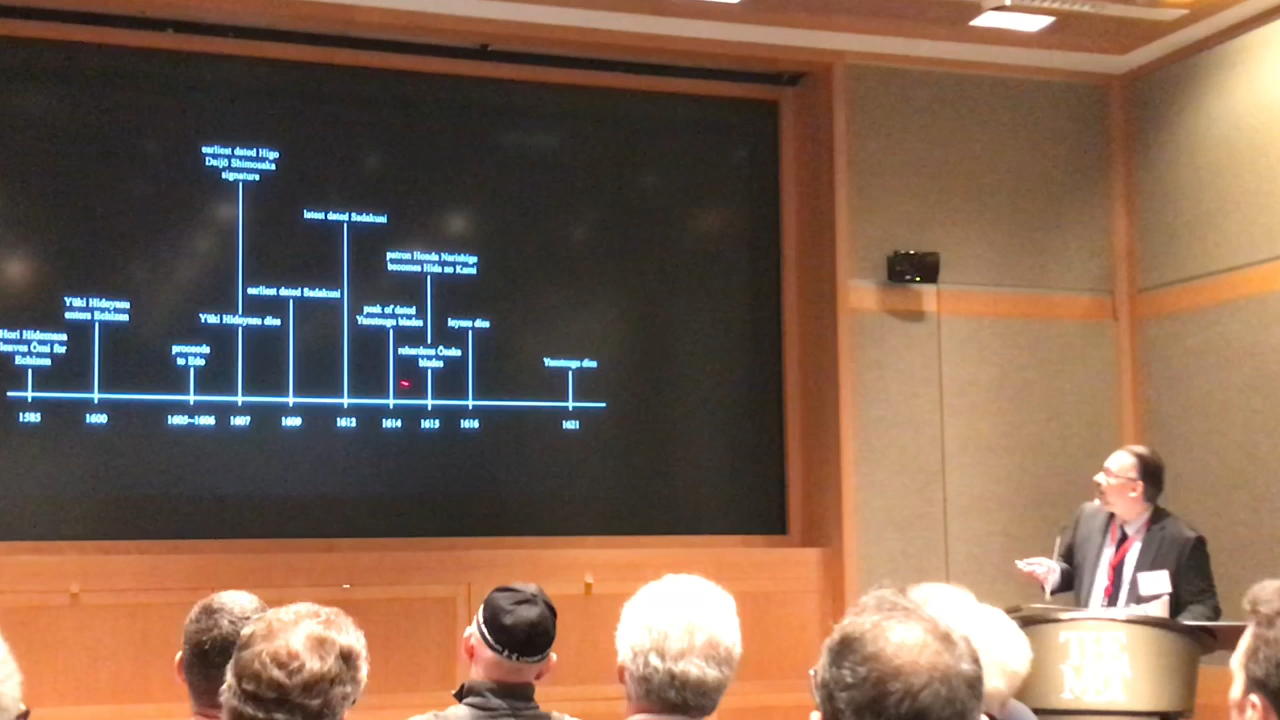 earliest dated Higo
Daijō Shimosaka
signature
latest dated Sadakuni
patron Honda Narishige
becomes Hida no Kami
earliest dated Sadakuni
Yūki Hideyasu
enters Echizen
peak of dated
Yasutsugu blades
Yūki Hideyasu dies
Ieyasu dies
Hori Hidemasa
leaves Ōmi for
Echizen
proceeds
to Edo
rehardens Ōsaka
blades
Yasutsugu dies
1585
1600
1605~1606
1607
1609
1612
1614
1615
1616
1621
THE